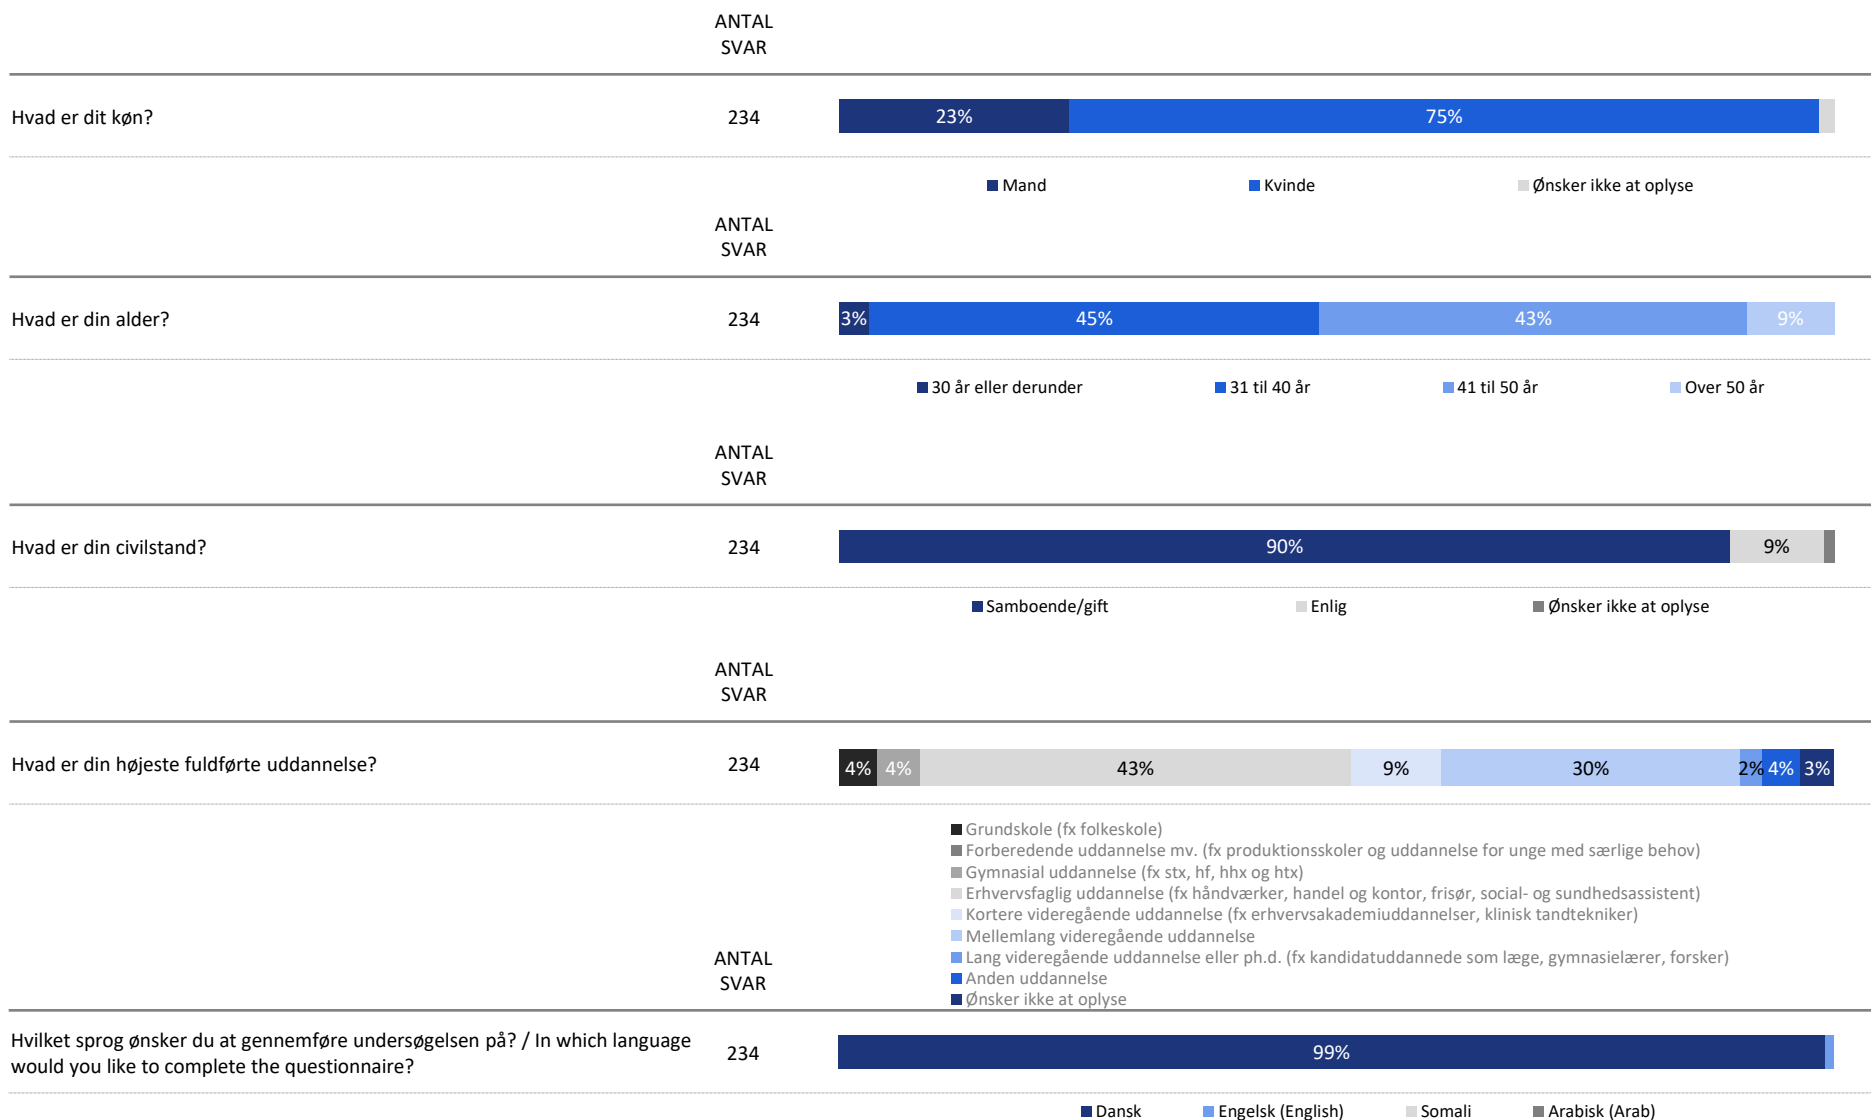 ANTAL
SVAR
Hvad er dit køn?
234
23%
75%
Mand
Kvinde
Ønsker ikke at oplyse
ANTAL
SVAR
Hvad er din alder?
234
3%
45%
43%
9%
30 år eller derunder
31 til 40 år
41 til 50 år
Over 50 år
ANTAL
SVAR
Hvad er din civilstand?
234
90%
9%
Samboende/gift
Enlig
Ønsker ikke at oplyse
ANTAL
SVAR
Hvad er din højeste fuldførte uddannelse?
234
4%
4%
43%
9%
30%
2%
4%
3%
Grundskole (fx folkeskole)
Forberedende uddannelse mv. (fx produktionsskoler og uddannelse for unge med særlige behov)
Gymnasial uddannelse (fx stx, hf, hhx og htx)
Erhvervsfaglig uddannelse (fx håndværker, handel og kontor, frisør, social- og sundhedsassistent)
Kortere videregående uddannelse (fx erhvervsakademiuddannelser, klinisk tandtekniker)
Mellemlang videregående uddannelse
Lang videregående uddannelse eller ph.d. (fx kandidatuddannede som læge, gymnasielærer, forsker)
Anden uddannelse
Ønsker ikke at oplyse
ANTAL
SVAR
Hvilket sprog ønsker du at gennemføre undersøgelsen på? / In which language
would you like to complete the questionnaire?
234
99%
Dansk
Engelsk (English)
Somali
Arabisk (Arab)